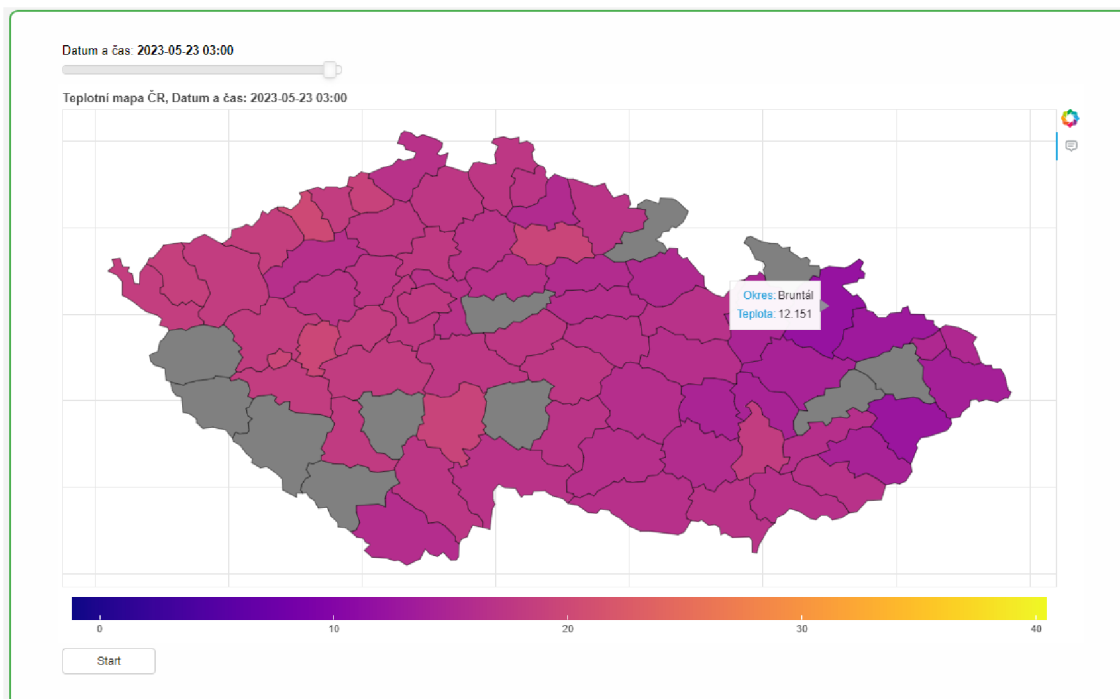 Datum a čas: 2023-05-23 03:00
Teplotní mapa ČR, Datum a čas: 2023-05-23 03:00
Okres: Bruntál
Teplota: 12.151
0 10 20 30 40
Start